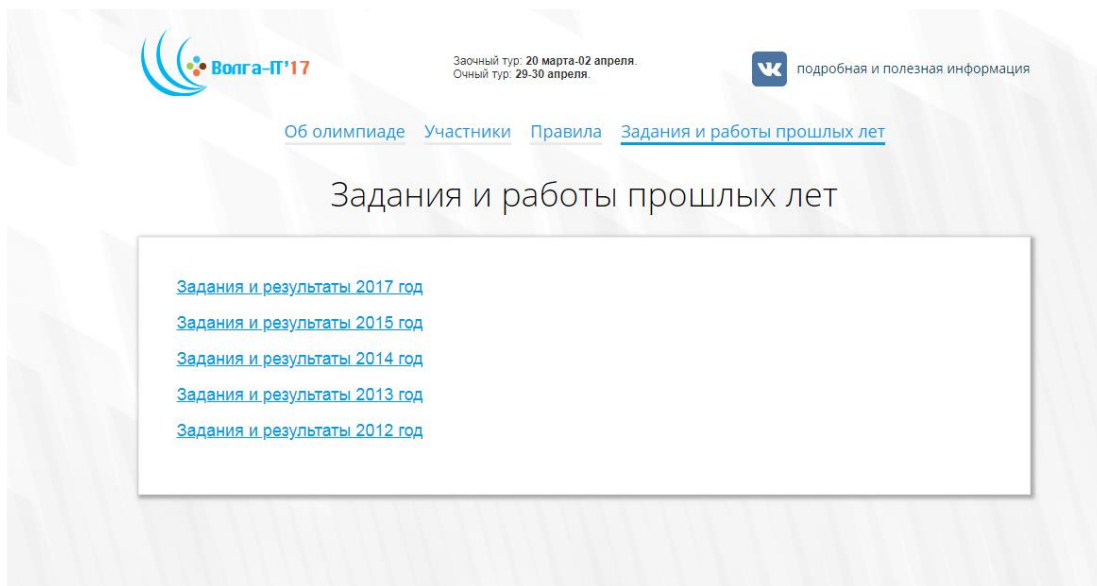 Волга-IT'17
Заочный тур: 20 марта-02 апреля.
Очный тур: 29-30 апреля.
подробная и полезная информация
Об олимпиаде Участники Правила Задания и работы прошлых лет
Задания и работы прошлых лет
Задания и результаты 2017 год
Задания и результаты 2015 год
Задания и результаты 2014 год
Задания и результаты 2013 год
Задания и результаты 2012 год